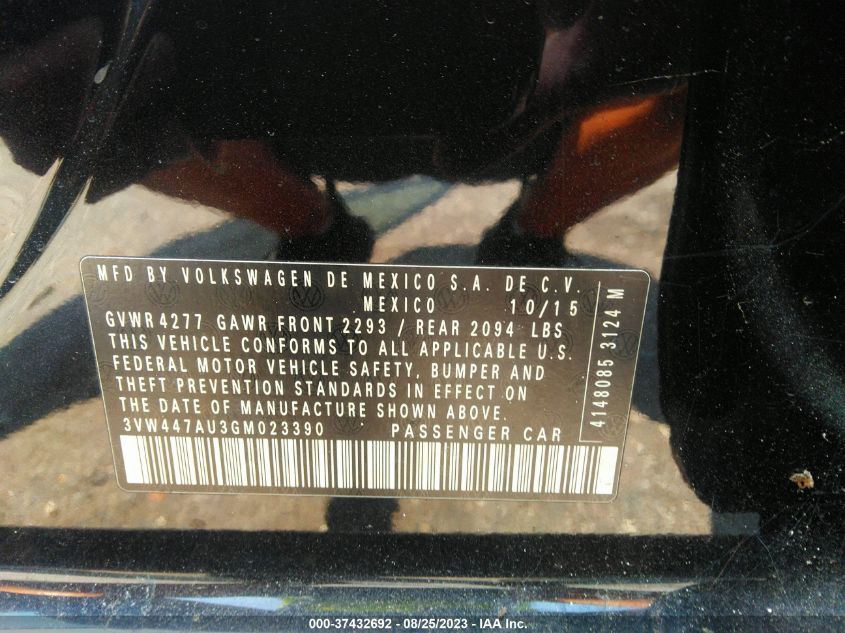 MFD BY VOLKSWAGEN DE MEXICO S.A. DE C.V.
MEXICO 10/15
GVWR 4277 GAWR FRONT 2293 / REAR 2094 LBS
THIS VEHICLE CONFORMS TO ALL APPLICABLE U.S.
FEDERAL MOTOR VEHICLE SAFETY, BUMPER AND
THEFT PREVENTION STANDARDS IN EFFECT ON
THE DATE OF MANUFACTURE SHOWN ABOVE.
3VW447AU3GM023390 PASSENGER CAR
4148085 3124 M
000-37432692 - 08/25/2023 - IAA Inc.